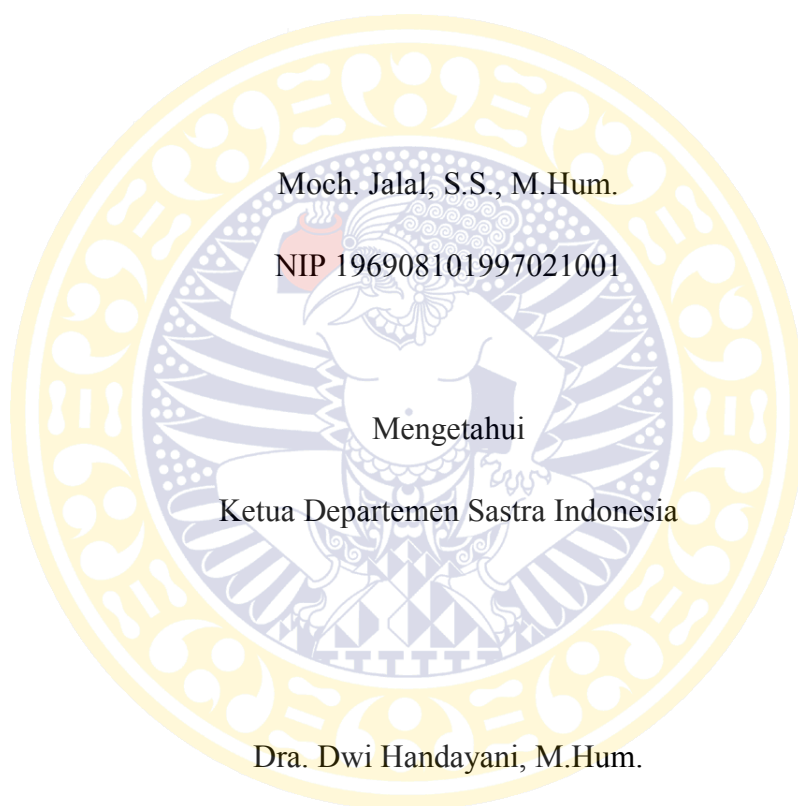 Moch. Jalal, S.S., M.Hum.
NIP 196908101997021001
Mengetahui
Ketua Departemen Sastra Indonesia
Dra. Dwi Handayani, M.Hum.